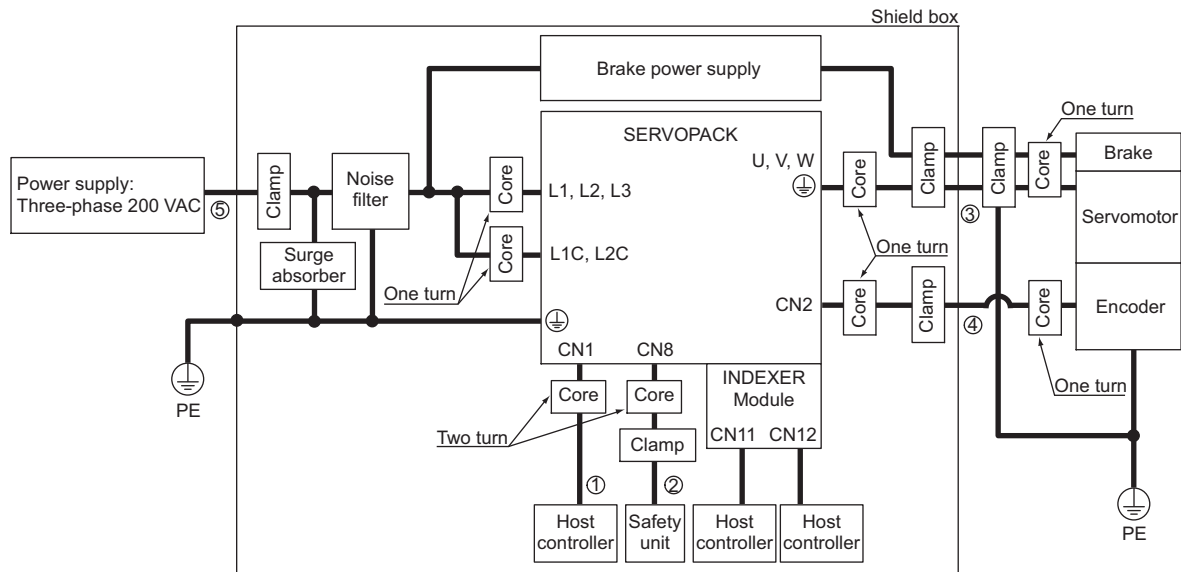 Shield box
Brake power supply
One turn
SERVOPACK
U, V, W
Clamp
Clamp
Core
Brake
Power supply:
Three-phase 200 VAC
⑤
Clamp
Noise
filter
Core
L1, L2, L3
Core
③
Servomotor
Surge
absorber
Core
L1C, L2C
One turn
One turn
CN2
Core
Clamp
④
Core
Encoder
CN1
CN8
INDEXER
Module
One turn
PE
Core
Core
Two turn
Clamp
CN11
CN12
①
②
PE
Host
controller
Safety
unit
Host
controller
Host
controller